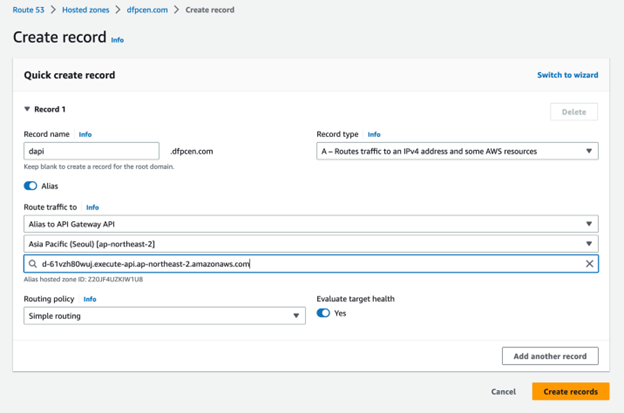 Route 53 > Hosted zones > dfpcen.com > Create record
Create record Info
Quick create record Switch to wizard
▼ Record 1 Delete
Record name Info
dapi .dfpcen.com
Keep blank to create a record for the root domain.
Record type Info
A – Routes traffic to an IPv4 address and some AWS resources
Alias
Route traffic to Info
Alias to API Gateway API
Asia Pacific (Seoul) [ap-northeast-2]
d-61vzh80wuj.execute-api.ap-northeast-2.amazonaws.com
Alias hosted zone ID: Z20JF4UZKIW1U8
Routing policy Info
Simple routing
Evaluate target health
Yes
Add another record
Cancel Create records